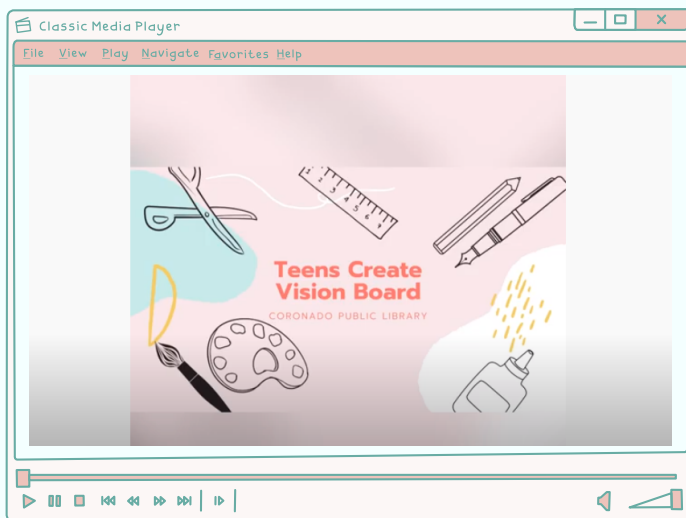 Classic Media Player
File View Play Navigate Favorites Help
Teens Create
Vision Board
CORONADO PUBLIC LIBRARY